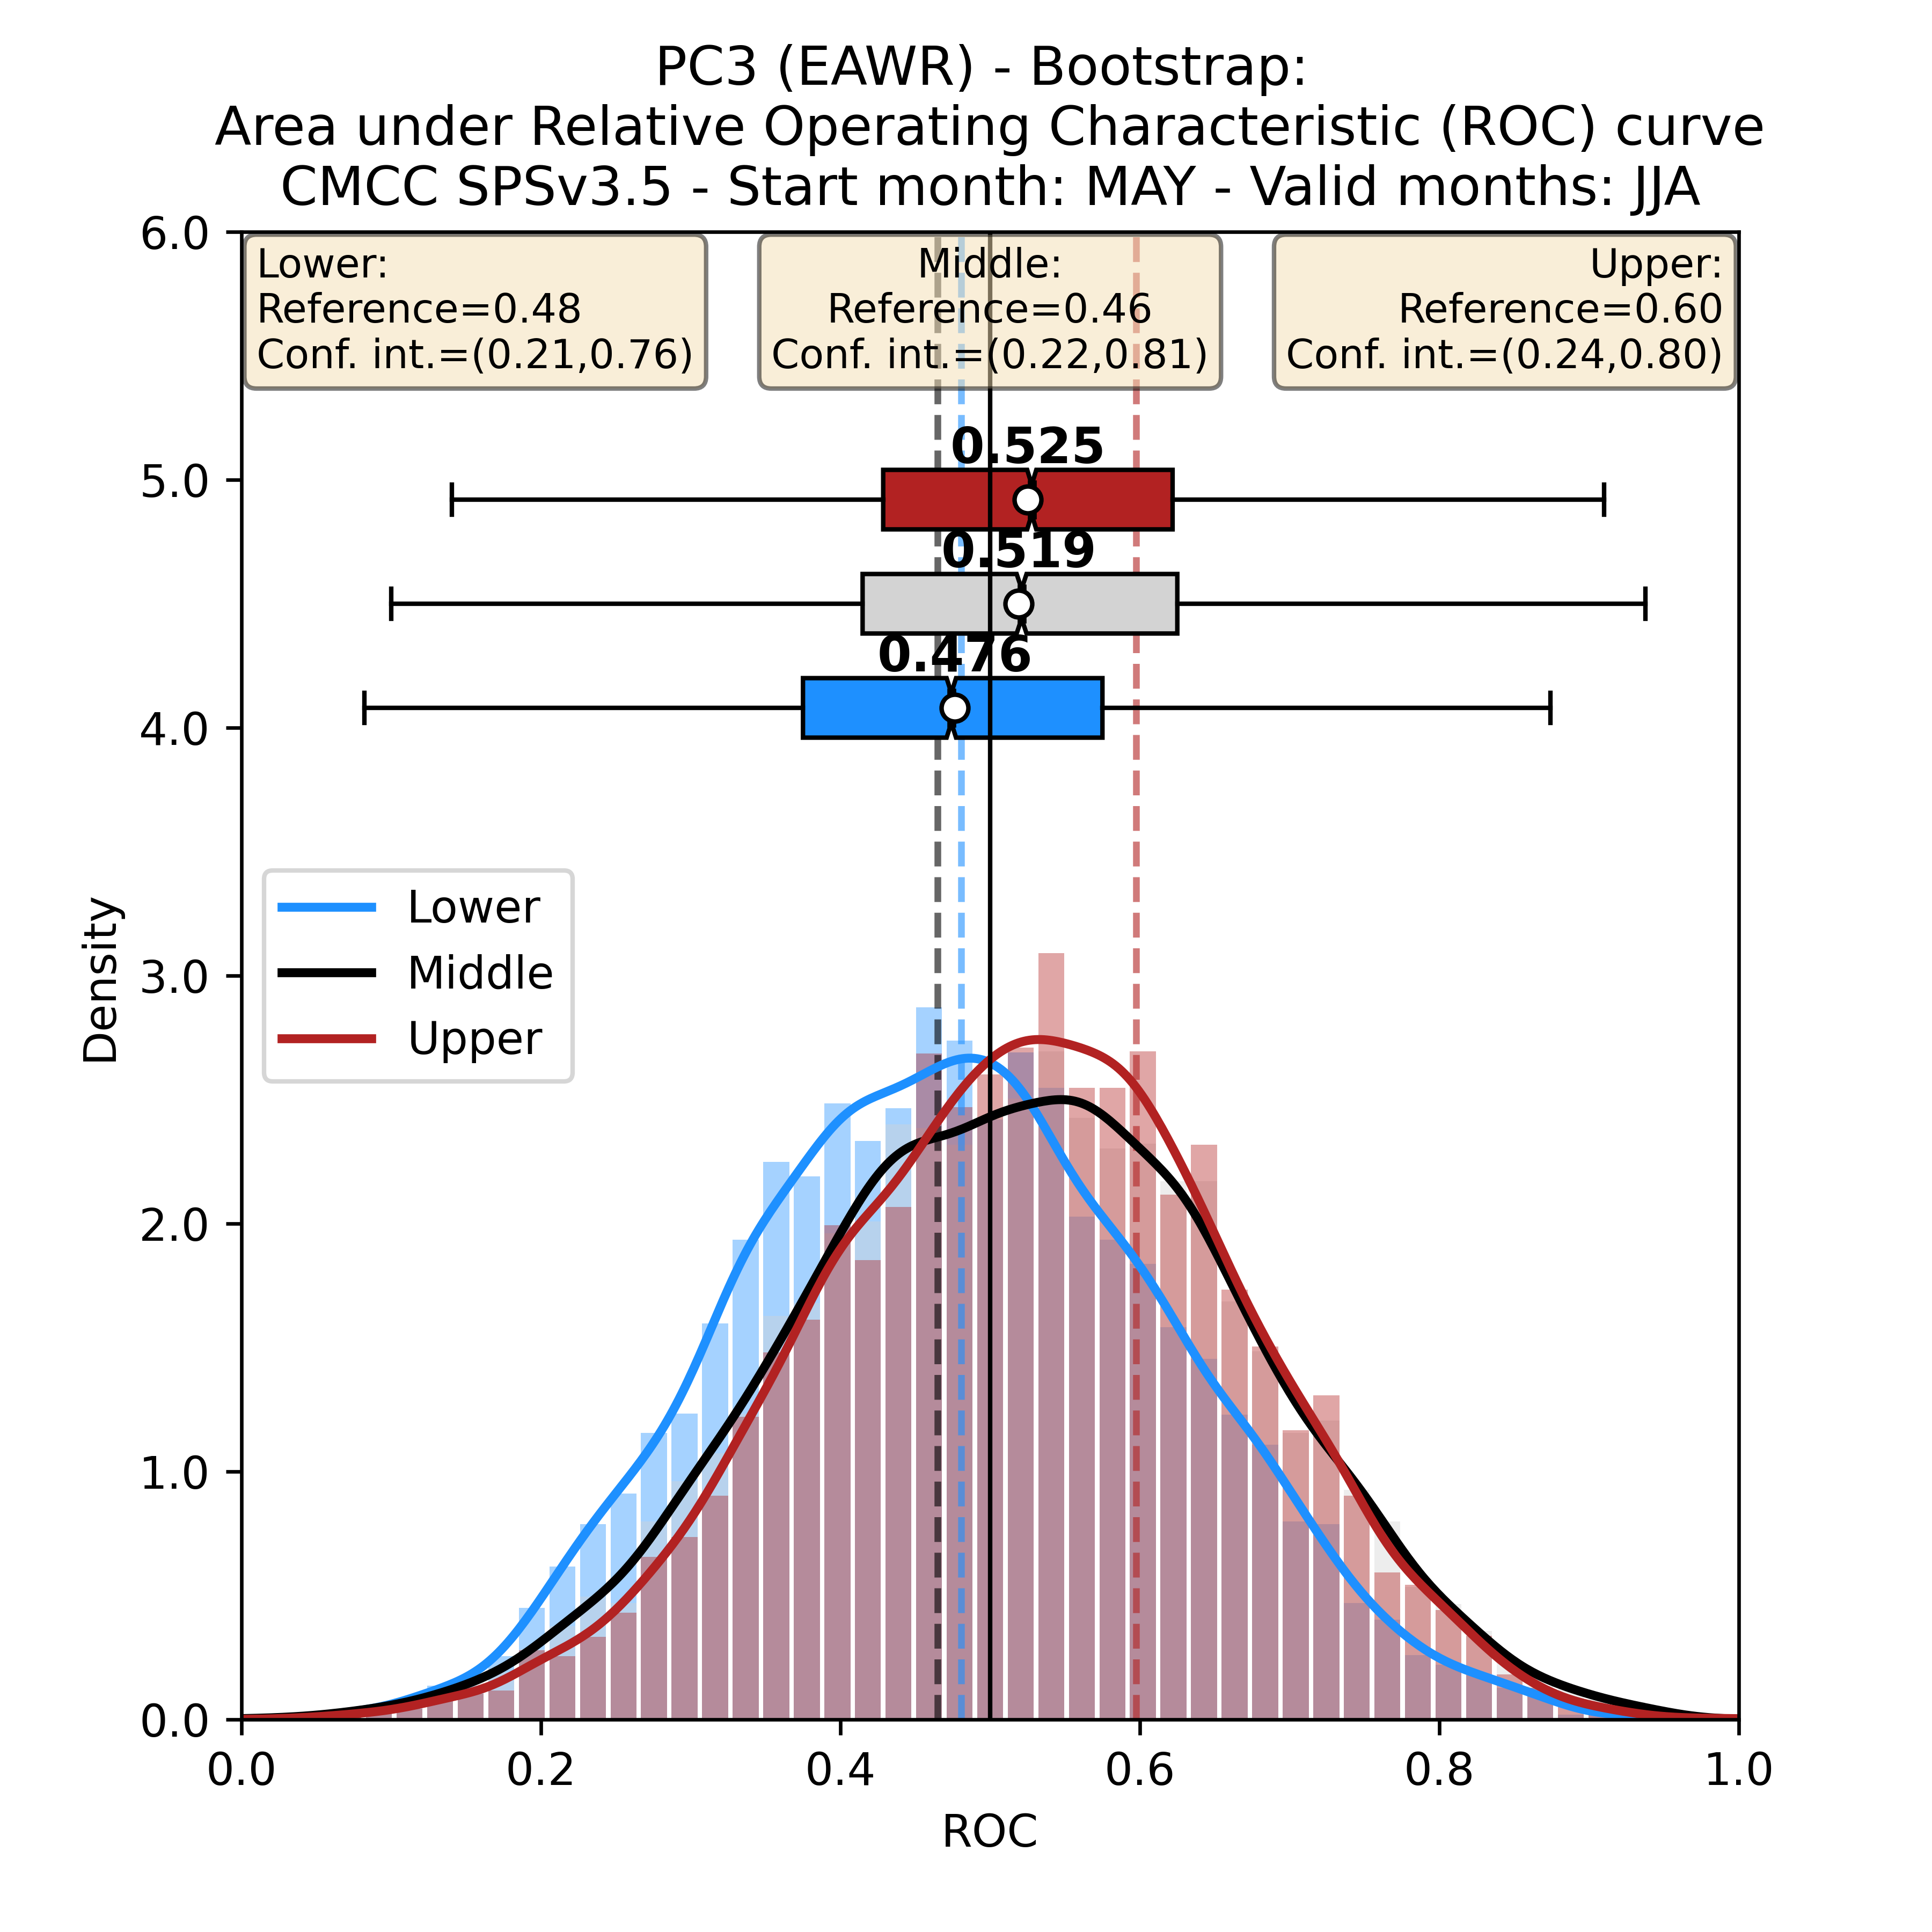 PC3 (EAWR) - Bootstrap:
Area under Relative Operating Characteristic (ROC) curve
CMCC SPSv3.5 - Start month: MAY - Valid months: JJA
6.0
Lower:
Reference=0.48
Conf. int.=(0.21,0.76)
Middle:
Reference=0.46
Conf. int.=(0.22,0.81)
Upper:
Reference=0.60
Conf. int.=(0.24,0.80)
0.525
5.0
0.519
0.476
4.0
Lower
Middle
Upper
3.0
Density
2.0
1.0
0.0
0.0 0.2 0.4 0.6 0.8 1.0
ROC